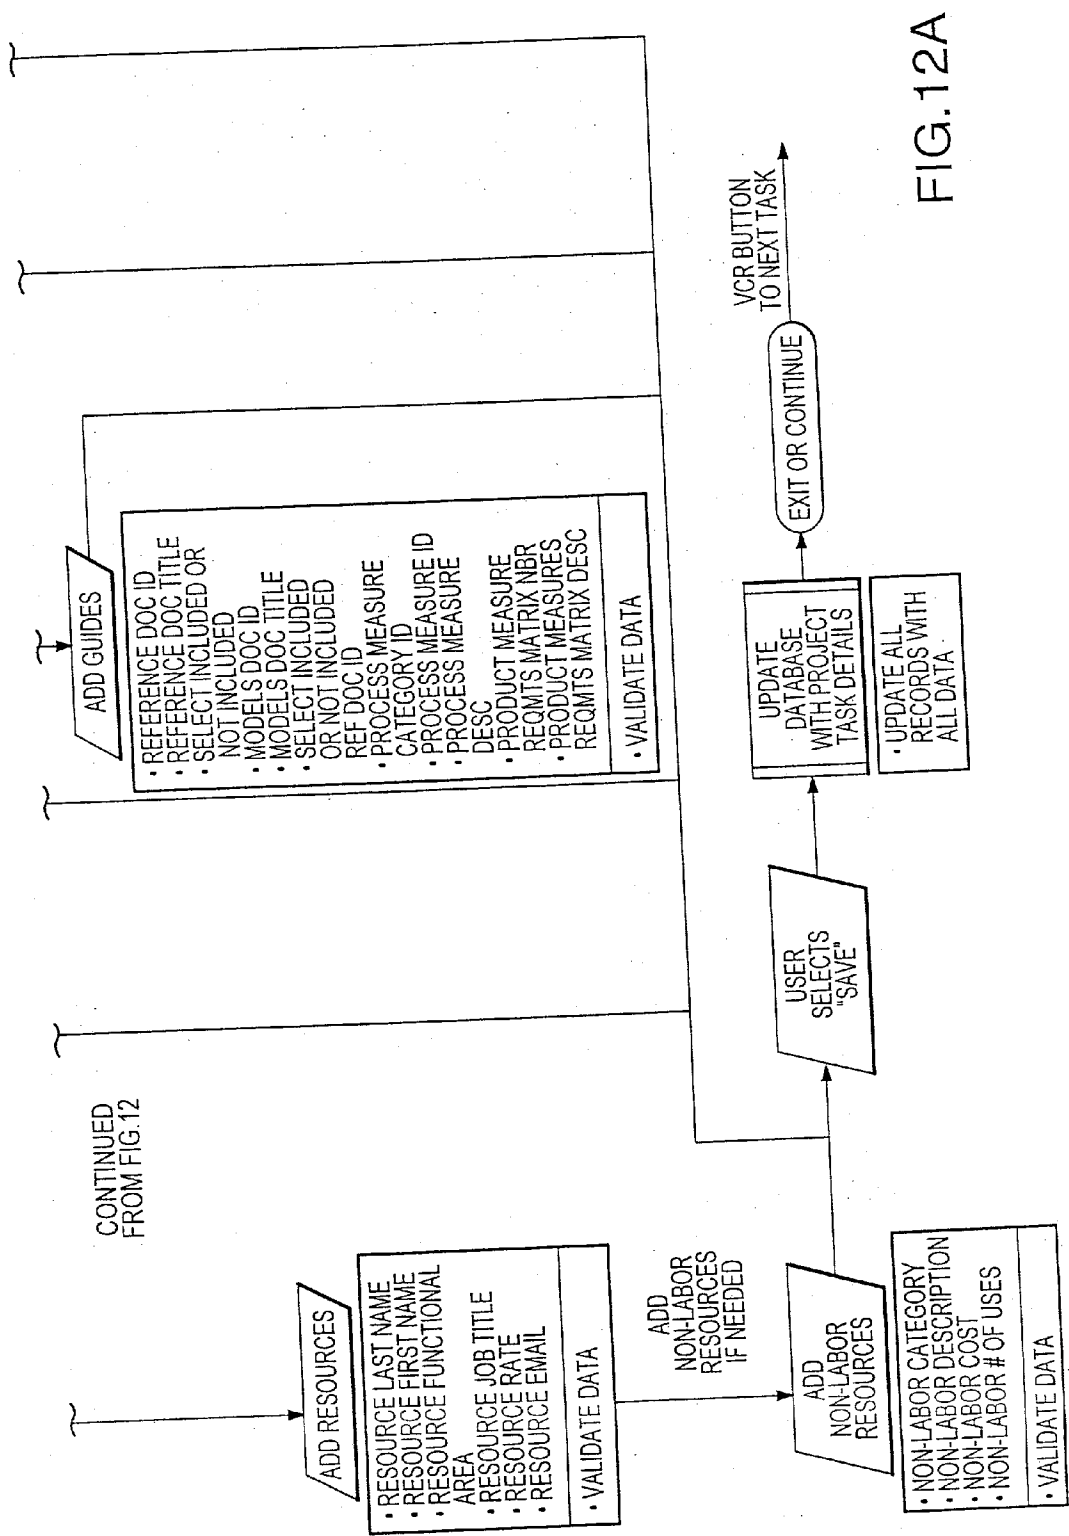 CONTINUED
FROM FIG.12
ADD RESOURCES
• RESOURCE LAST NAME
• RESOURCE FIRST NAME
• RESOURCE FUNCTIONAL
AREA
• RESOURCE JOB TITLE
• RESOURCE RATE
• RESOURCE EMAIL
• VALIDATE DATA
ADD
NON-LABOR
RESOURCES
IF NEEDED
ADD
NON-LABOR
RESOURCES
• NON-LABOR CATEGORY
• NON-LABOR DESCRIPTION
• NON-LABOR COST
• NON-LABOR # OF USES
• VALIDATE DATA
ADD GUIDES
• REFERENCE DOC ID
• REFERENCE DOC TITLE
• SELECT INCLUDED OR
NOT INCLUDED
• MODELS DOC ID
• MODELS DOC TITLE
• SELECT INCLUDED
OR NOT INCLUDED
REF DOC ID
• PROCESS MEASURE
CATEGORY ID
• PROCESS MEASURE ID
• PROCESS MEASURE
DESC
• PRODUCT MEASURE
REQMTS MATRIX NBR
• PRODUCT MEASURES
REQMTS MATRIX DESC
• VALIDATE DATA
USER
SELECTS
"SAVE"
UPDATE
DATABASE
WITH PROJECT
TASK DETAILS
• UPDATE ALL
RECORDS WITH
ALL DATA
EXIT OR CONTINUE
VCR BUTTON
TO NEXT TASK
FIG.12A